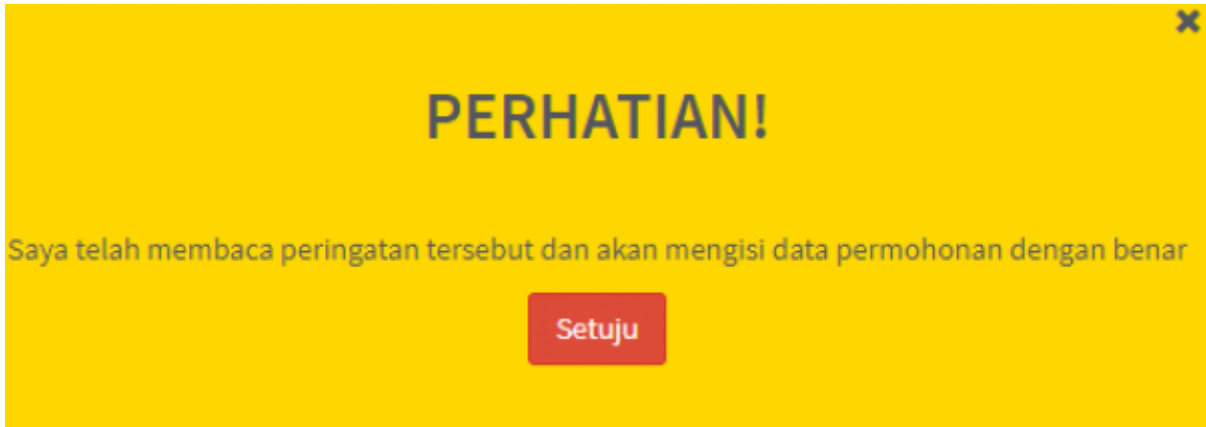 PERHATIAN!
Saya telah membaca peringatan tersebut dan akan mengisi data permohonan dengan benar
Setuju